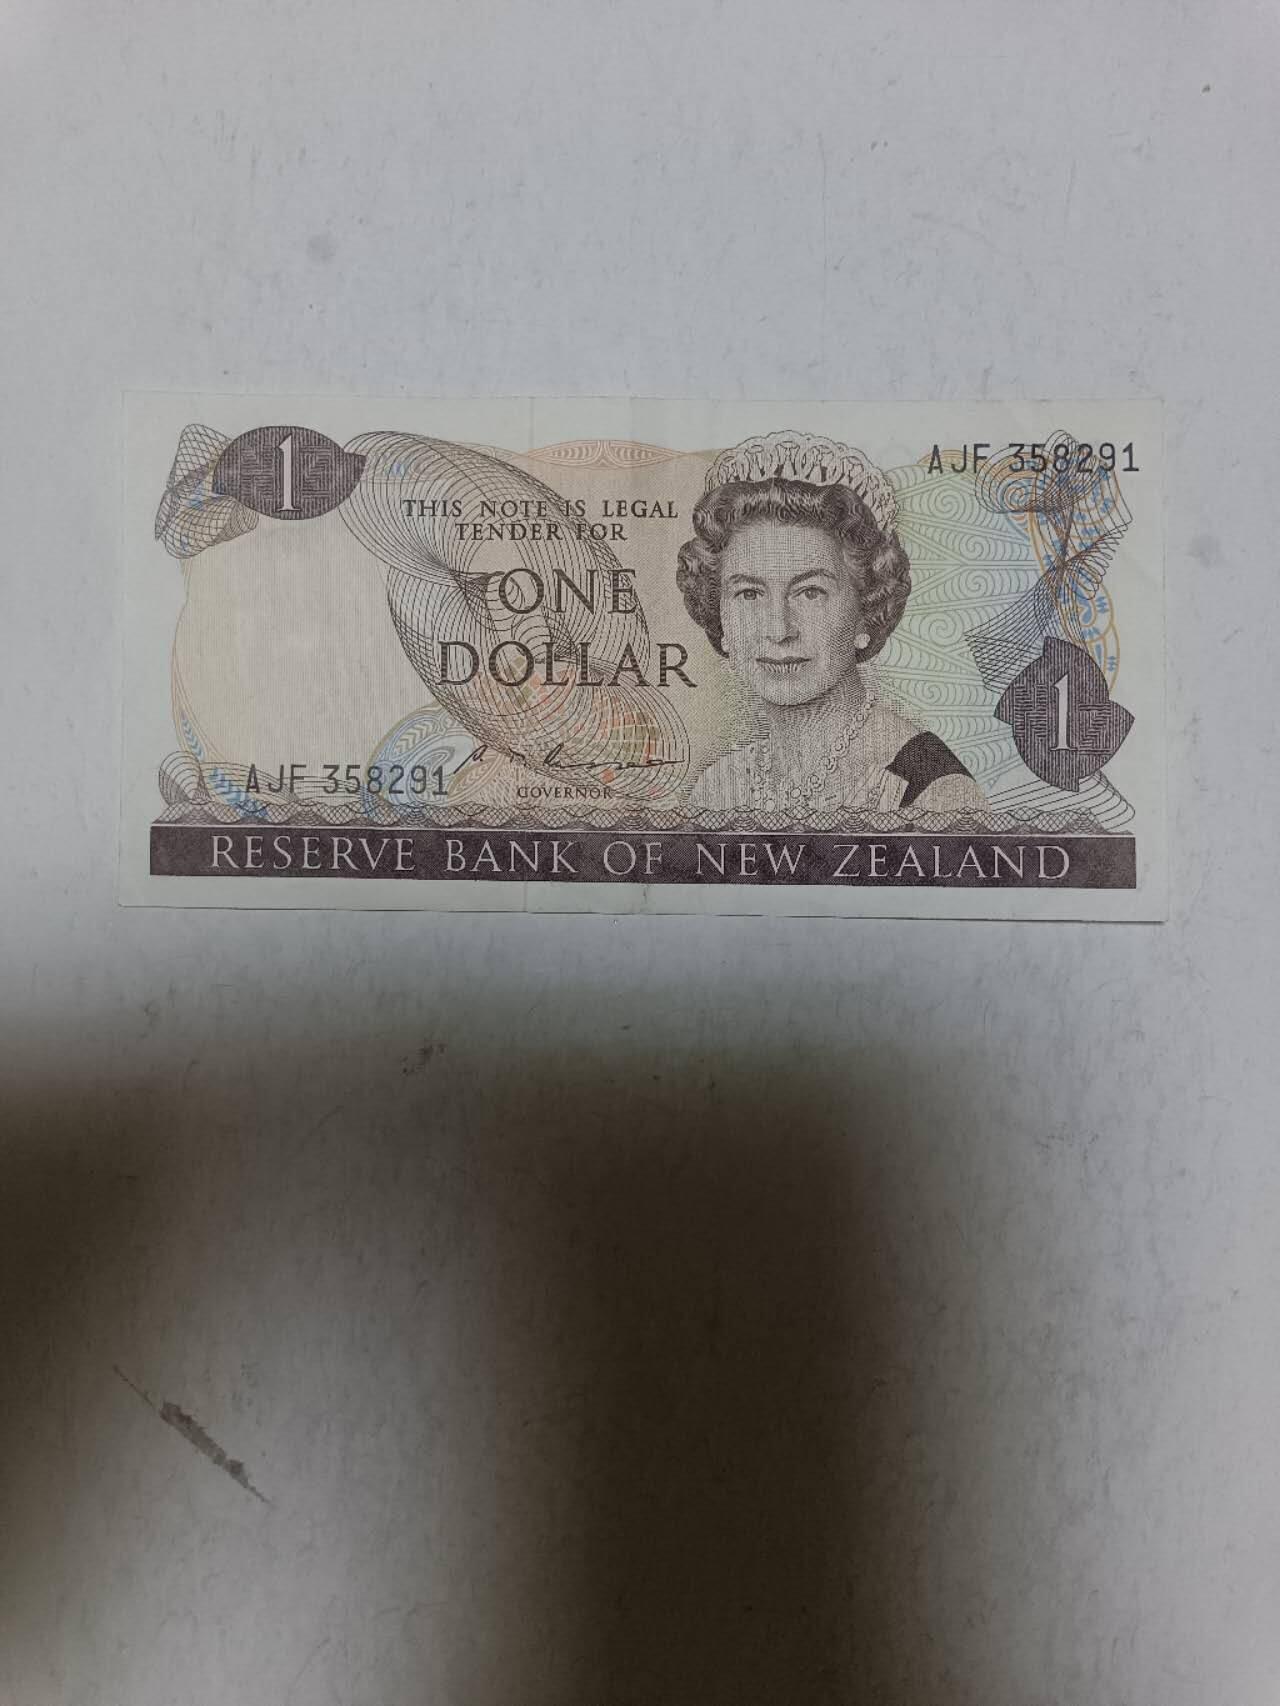 1
AJF 358291
THIS NOTE IS LEGAL
TENDER FOR
ONE
DOLLAR
1
AJF 358291
GOVERNOR
RESERVE BANK OF NEW ZEALAND